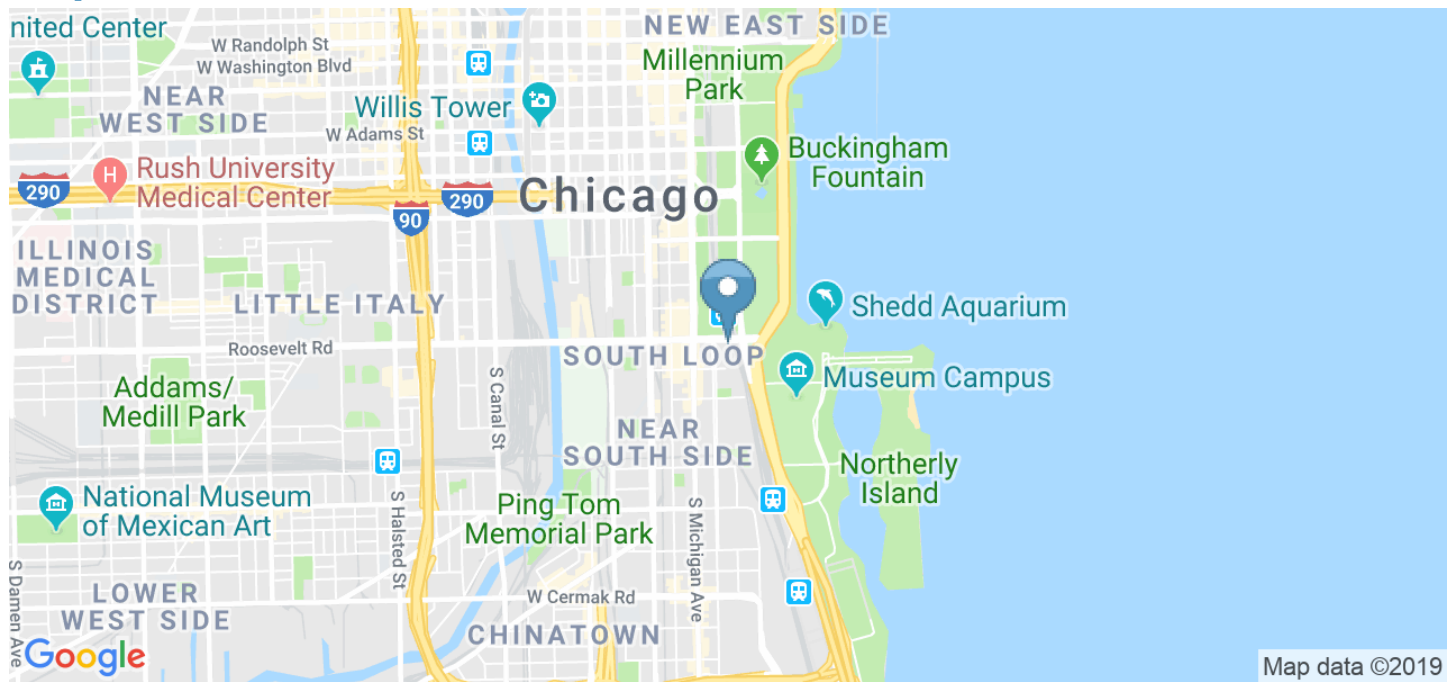 nited Center
W Randolph St
W Washington Blvd
NEW EAST SIDE
Millennium
Park
NEAR
WEST SIDE
Willis Tower
W Adams St
Buckingham
Fountain
H
Rush University
Medical Center
290
290
90
Chicago
ILLINOIS
MEDICAL
DISTRICT
LITTLE ITALY
Shedd Aquarium
Roosevelt Rd
SOUTH LOOP
Museum Campus
Addams/
Medill Park
S Canal St
NEAR
SOUTH SIDE
Northerly
Island
National Museum
of Mexican Art
S Halsted St
Ping Tom
Memorial Park
S Michigan Ave
S Damen Ave
LOWER
WEST SIDE
W Cermak Rd
CHINATOWN
Google
Map data ©2019